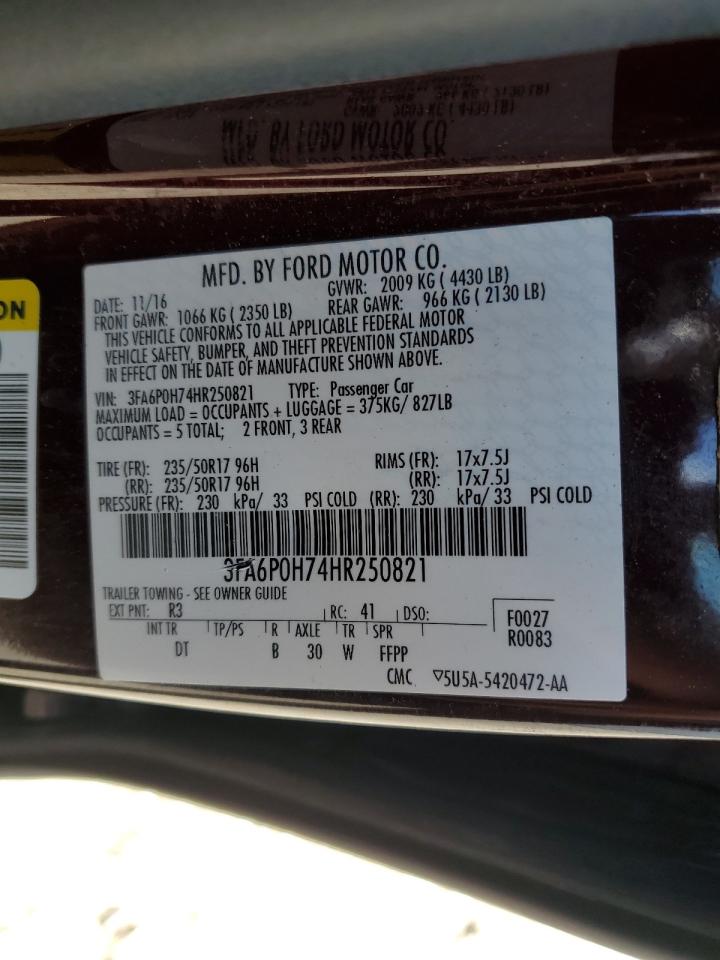 ON
MFD. BY FORD MOTOR CO.
DATE: 11/16 GVWR: 2009 KG ( 4430 LB)
FRONT GAWR: 1066 KG ( 2350 LB) REAR GAWR: 966 KG ( 2130 LB)
THIS VEHICLE CONFORMS TO ALL APPLICABLE FEDERAL MOTOR
VEHICLE SAFETY, BUMPER, AND THEFT PREVENTION STANDARDS
IN EFFECT ON THE DATE OF MANUFACTURE SHOWN ABOVE.
VIN: 3FA6P0H74HR250821 TYPE: Passenger Car
MAXIMUM LOAD = OCCUPANTS + LUGGAGE = 375KG/ 827LB
OCCUPANTS = 5 TOTAL; 2 FRONT, 3 REAR
TIRE (FR): 235/50R17 96H RIMS (FR): 17x7.5J
(RR): 235/50R17 96H (RR): 17x7.5J
PRESSURE (FR): 230 kPa/ 33 PSI COLD (RR): 230 kPa/ 33 PSI COLD
3FA6P0H74HR250821
TRAILER TOWING - SEE OWNER GUIDE
EXT PNT: R3 RC: 41 DSO: F0027
INT TR TP/PS R AXLE TR SPR R0083
DT B 30 W FFPP
CMC ▽5U5A-5420472-AA